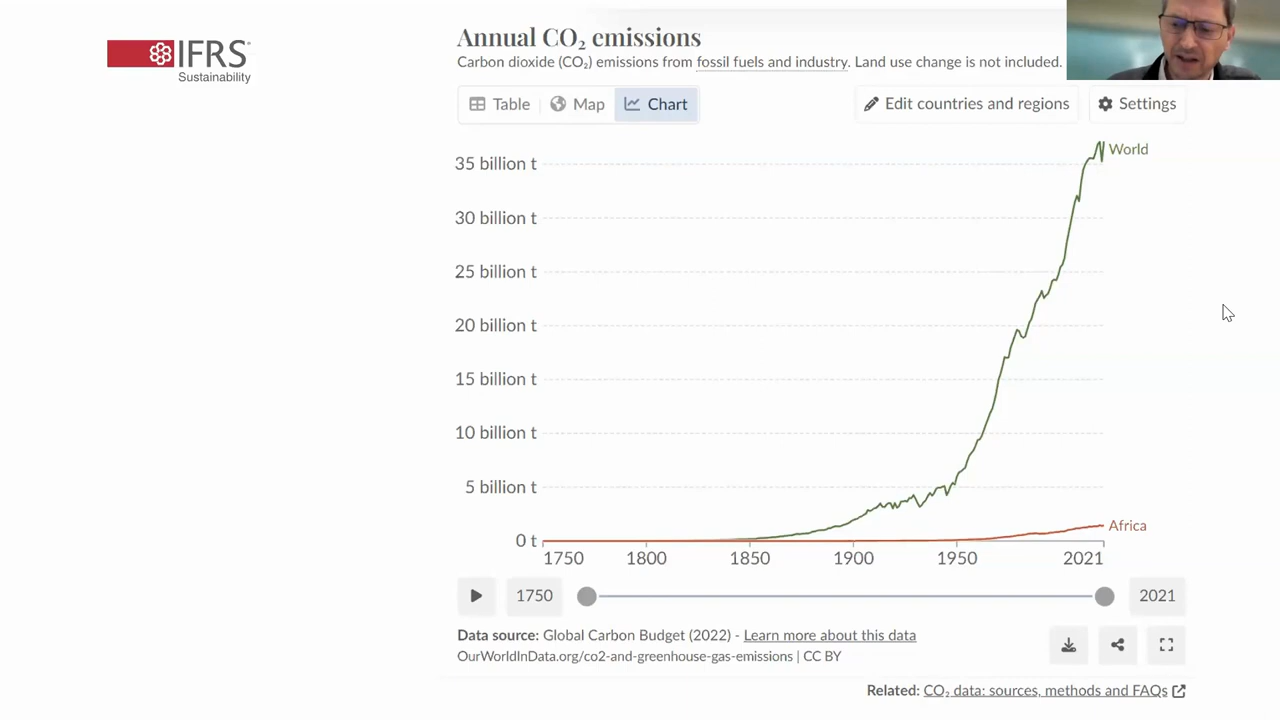 IFRS
Sustainability
Annual CO₂ emissions
Carbon dioxide (CO₂) emissions from fossil fuels and industry. Land use change is not included.
Table Map Chart Edit countries and regions Settings
World
35 billion t
30 billion t
25 billion t
20 billion t
15 billion t
10 billion t
5 billion t
Africa
0 t
1750 1800 1850 1900 1950 2021
1750 2021
Data source: Global Carbon Budget (2022) - Learn more about this data
OurWorldInData.org/co2-and-greenhouse-gas-emissions | CC BY
Related: CO₂ data: sources, methods and FAQs